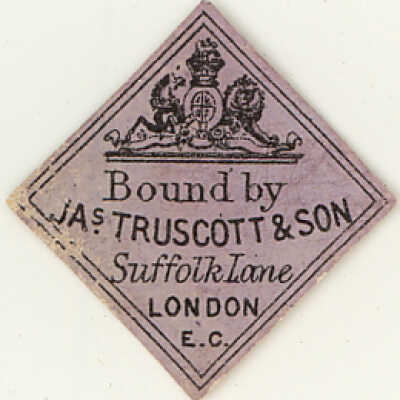 Bound by
JAS TRUSCOTT & SON
Suffolk Lane
LONDON
E.C.